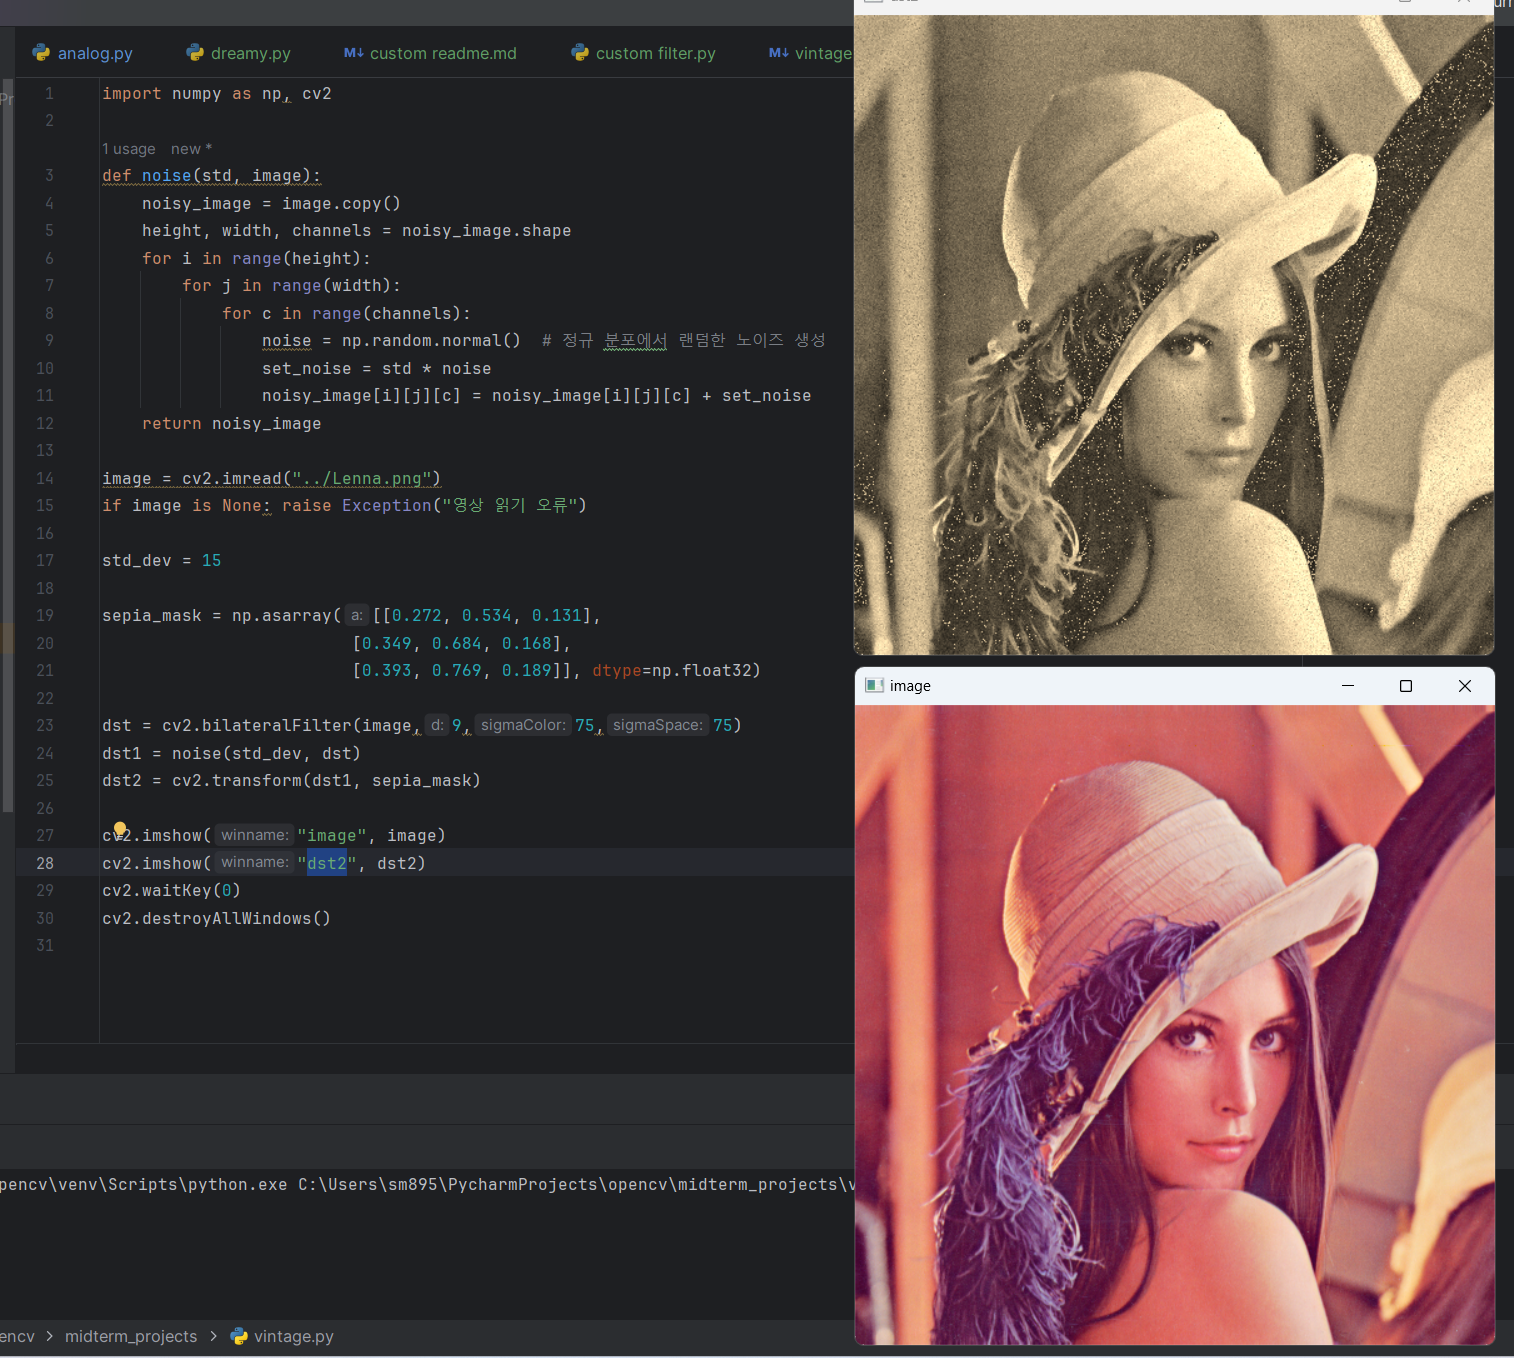 analog.py dreamy.py M↓ custom readme.md custom filter.py M↓ vintage
Pr
1 import numpy as np, cv2
2
1 usage new *
3 def noise(std, image):
4 noisy_image = image.copy()
5 height, width, channels = noisy_image.shape
6 for i in range(height):
7 for j in range(width):
8 for c in range(channels):
9 noise = np.random.normal() # 정규 분포에서 랜덤한 노이즈 생성
10 set_noise = std * noise
11 noisy_image[i][j][c] = noisy_image[i][j][c] + set_noise
12 return noisy_image
13
14 image = cv2.imread("../Lenna.png")
15 if image is None: raise Exception("영상 읽기 오류")
16
17 std_dev = 15
18
19 sepia_mask = np.asarray( a: [[0.272, 0.534, 0.131],
20 [0.349, 0.684, 0.168],
21 [0.393, 0.769, 0.189]], dtype=np.float32)
22
23 dst = cv2.bilateralFilter(image, d: 9, sigmaColor: 75, sigmaSpace: 75)
24 dst1 = noise(std_dev, dst)
25 dst2 = cv2.transform(dst1, sepia_mask)
26
27 cv2.imshow( winname: "image", image)
28 cv2.imshow( winname: "dst2", dst2)
29 cv2.waitKey(0)
30 cv2.destroyAllWindows()
31
image
pencv\venv\Scripts\python.exe C:\Users\sm895\PycharmProjects\opencv\midterm_projects\v
encv > midterm_projects > vintage.py